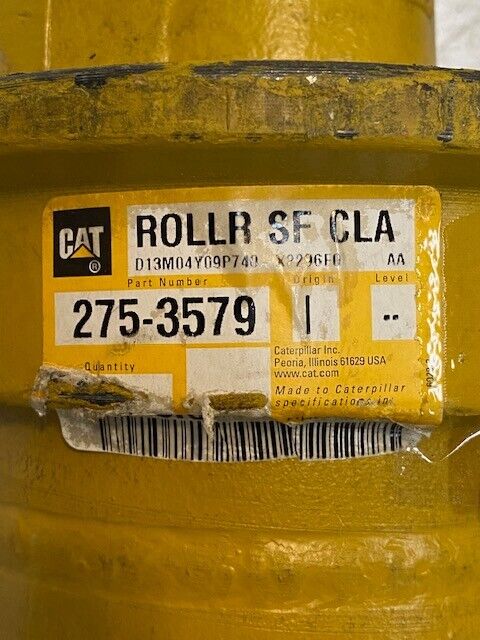 CAT
®
ROLLR SF CLA
AA
Part Number
Origin
Level
275-3579
I
--
Quantity
Caterpillar Inc.
Peoria, Illinois 61629 USA
www.cat.com
Made to Caterpillar
specifications in